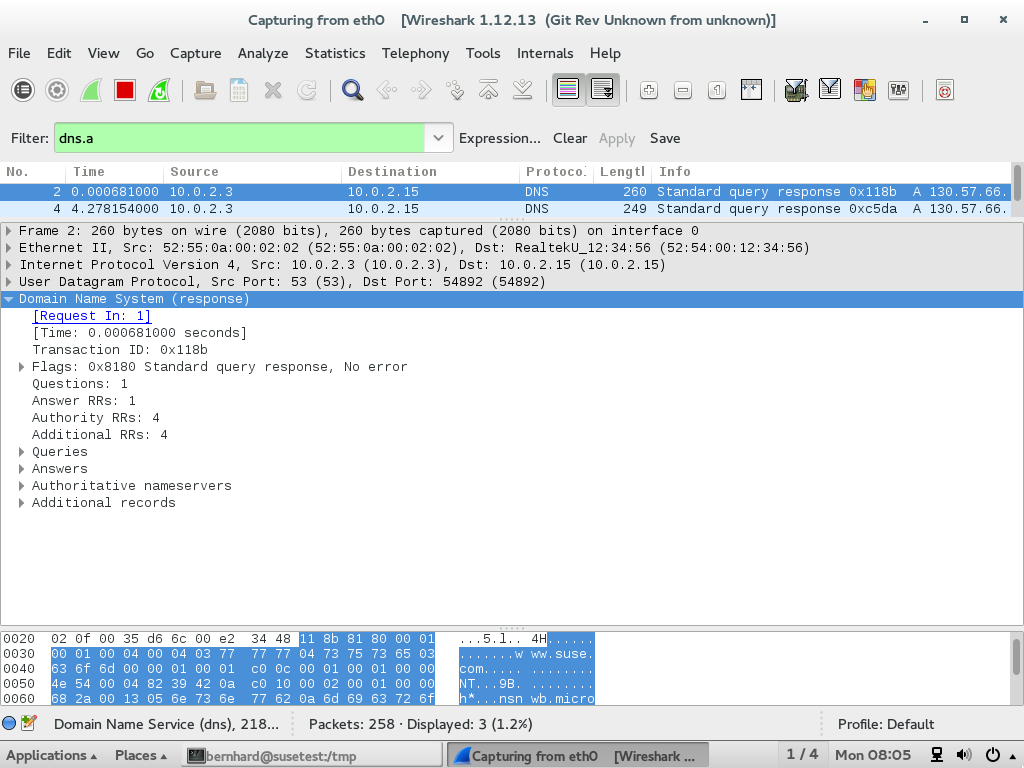 Capturing from eth0 [Wireshark 1.12.13 (Git Rev Unknown from unknown)]
File Edit View Go Capture Analyze Statistics Telephony Tools Internals Help
Filter: dns.a Expression... Clear Apply Save
No. Time Source Destination Protoco. Lengtl Info
2 0.000681000 10.0.2.3 10.0.2.15 DNS 260 Standard query response 0x118b A 130.57.66.
4 4.278154000 10.0.2.3 10.0.2.15 DNS 249 Standard query response 0xc5da A 130.57.66.
Frame 2: 260 bytes on wire (2080 bits), 260 bytes captured (2080 bits) on interface 0
Ethernet II, Src: 52:55:0a:00:02:02 (52:55:0a:00:02:02), Dst: RealtekU_12:34:56 (52:54:00:12:34:56)
Internet Protocol Version 4, Src: 10.0.2.3 (10.0.2.3), Dst: 10.0.2.15 (10.0.2.15)
User Datagram Protocol, Src Port: 53 (53), Dst Port: 54892 (54892)
Domain Name System (response)
[Request In: 1]
[Time: 0.000681000 seconds]
Transaction ID: 0x118b
Flags: 0x8180 Standard query response, No error
Questions: 1
Answer RRs: 1
Authority RRs: 4
Additional RRs: 4
Queries
Answers
Authoritative nameservers
Additional records
0020 02 0f 00 35 d6 6c 00 e2 34 48 11 8b 81 80 00 01 ...5.l.. 4H......
0030 00 01 00 04 00 04 03 77 77 77 04 73 75 73 65 03 .......w ww.suse.
0040 63 6f 6d 00 00 01 00 01 c0 0c 00 01 00 01 00 00 com..... ........
0050 4e 54 00 04 82 39 42 0a c0 10 00 02 00 01 00 00 NT...9B. ........
0060 68 2a 00 13 05 6e 73 6e 77 62 0a 6d 69 63 72 6f h*...nsn wb.micro
Domain Name Service (dns), 218... Packets: 258 · Displayed: 3 (1.2%) Profile: Default
Applications Places bernhard@susetest:/tmp Capturing from eth0 [Wireshark ... 1 / 4 Mon 08:05